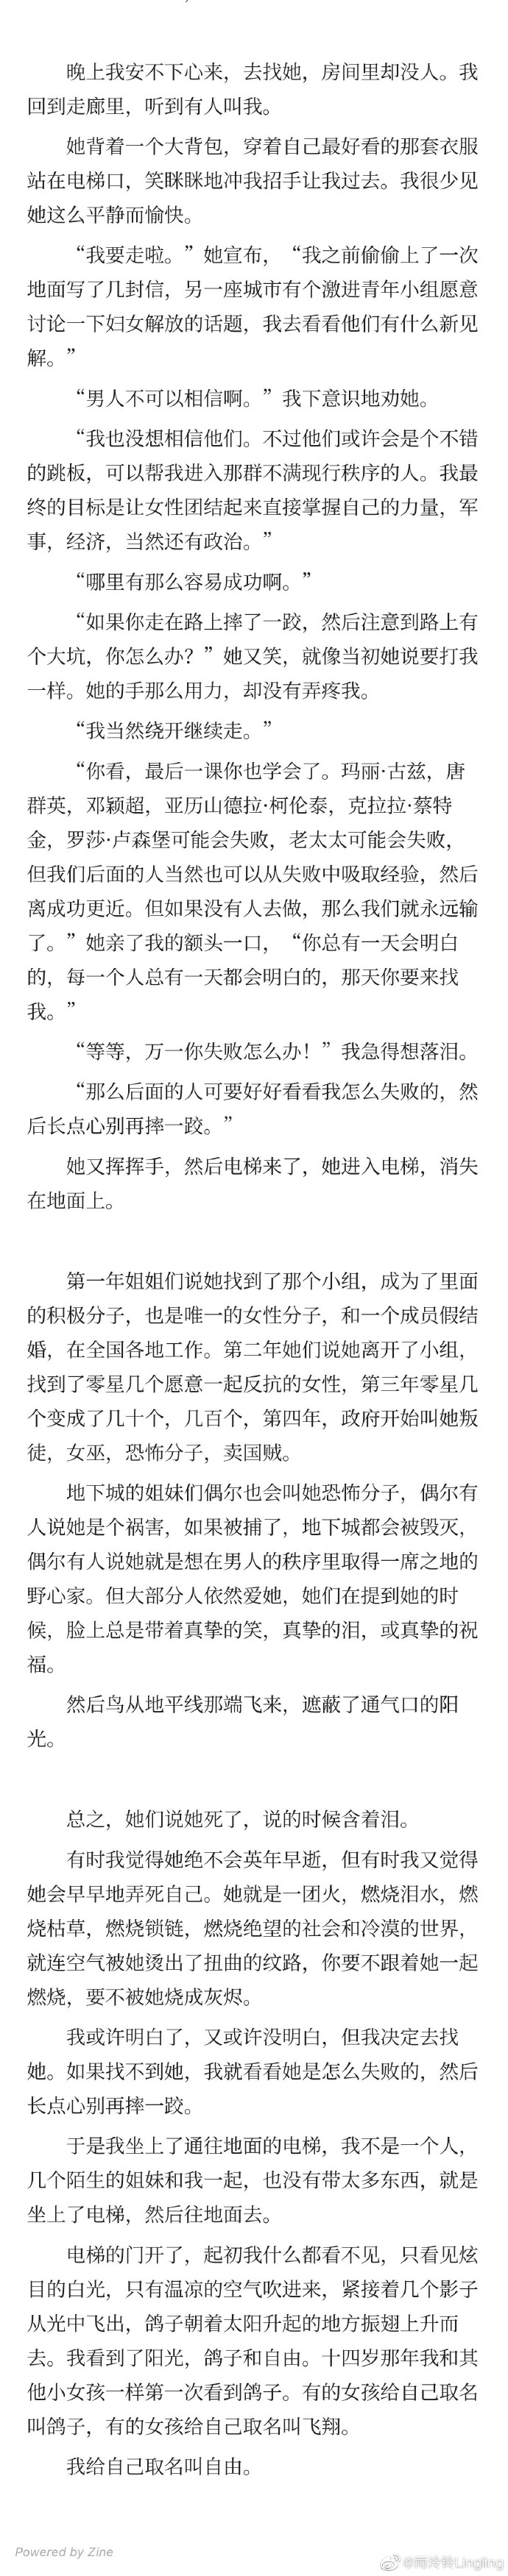 晚上我安不下心来，去找她，房间里却没人。我
回到走廊里，听到有人叫我。
她背着一个大背包，穿着自己最好看的那套衣服
站在电梯口，笑眯眯地冲我招手让我过去。我很少见
她这么平静而愉快。
“我要走啦。”她宣布，“我之前偷偷上了一次
地面写了几封信，另一座城市有个激进青年小组愿意
讨论一下妇女解放的话题，我去看看他们有什么新见
解。”
“男人不可以相信啊。”我下意识地劝她。
“我也没想相信他们。不过他们或许会是个不错
的跳板，可以帮我进入那群不满现行秩序的人。我最
终的目标是让女性团结起来直接掌握自己的力量，军
事，经济，当然还有政治。”
“哪里有那么容易成功啊。”
“如果你走在路上摔了一跤，然后注意到路上有
个大坑，你怎么办？”她又笑，就像当初她说要打我
一样。她的手那么用力，却没有弄疼我。
“我当然绕开继续走。”
“你看，最后一课你也学会了。玛丽·古兹，唐
群英，邓颖超，亚历山德拉·柯伦泰，克拉拉·蔡特
金，罗莎·卢森堡可能会失败，老太太可能会失败，
但我们后面的人当然也可以从失败中吸取经验，然后
离成功更近。但如果没有人去做，那么我们就永远输
了。”她亲了我的额头一口，“你总有一天会明白
的，每一个人总有一天都会明白的，那天你要来找
我。”
“等等，万一你失败怎么办！”我急得想落泪。
“那么后面的人可要好好看看我怎么失败的，然
后长点心别再摔一跤。”
她又挥挥手，然后电梯来了，她进入电梯，消失
在地面上。
第一年姐姐们说她找到了那个小组，成为了里面
的积极分子，也是唯一的女性分子，和一个成员假结
婚，在全国各地工作。第二年她们说她离开了小组，
找到了零星几个愿意一起反抗的女性，第三年零星几
个变成了几十个，几百个，第四年，政府开始叫她叛
徒，女巫，恐怖分子，卖国贼。
地下城的姐妹们偶尔也会叫她恐怖分子，偶尔有
人说她是个祸害，如果被捕了，地下城都会被毁灭，
偶尔有人说她就是想在男人的秩序里取得一席之地的
野心家。但大部分人依然爱她，她们在提到她的时
候，脸上总是带着真挚的笑，真挚的泪，或真挚的祝
福。
然后鸟从地平线那端飞来，遮蔽了通气口的阳
光。
总之，她们说她死了，说的时候含着泪。
有时我觉得她绝不会英年早逝，但有时我又觉得
她会早早地弄死自己。她就是一团火，燃烧泪水，燃
烧枯草，燃烧锁链，燃烧绝望的社会和冷漠的世界，
就连空气被她烫出了扭曲的纹路，你要不跟着她一起
燃烧，要不被她烧成灰烬。
我或许明白了，又或许没明白，但我决定去找
她。如果找不到她，我就看看她是怎么失败的，然后
长点心别再摔一跤。
于是我坐上了通往地面的电梯，我不是一个人，
几个陌生的姐妹和我一起，也没有带太多东西，就是
坐上了电梯，然后往地面去。
电梯的门开了，起初我什么都看不见，只看见炫
目的白光，只有温凉的空气吹进来，紧接着几个影子
从光中飞出，鸽子朝着太阳升起的地方振翅上升而
去。我看到了阳光，鸽子和自由。十四岁那年我和其
他小女孩一样第一次看到鸽子。有的女孩给自己取名
叫鸽子，有的女孩给自己取名叫飞翔。
我给自己取名叫自由。
Powered by Zine
@雨泠铃Lingling